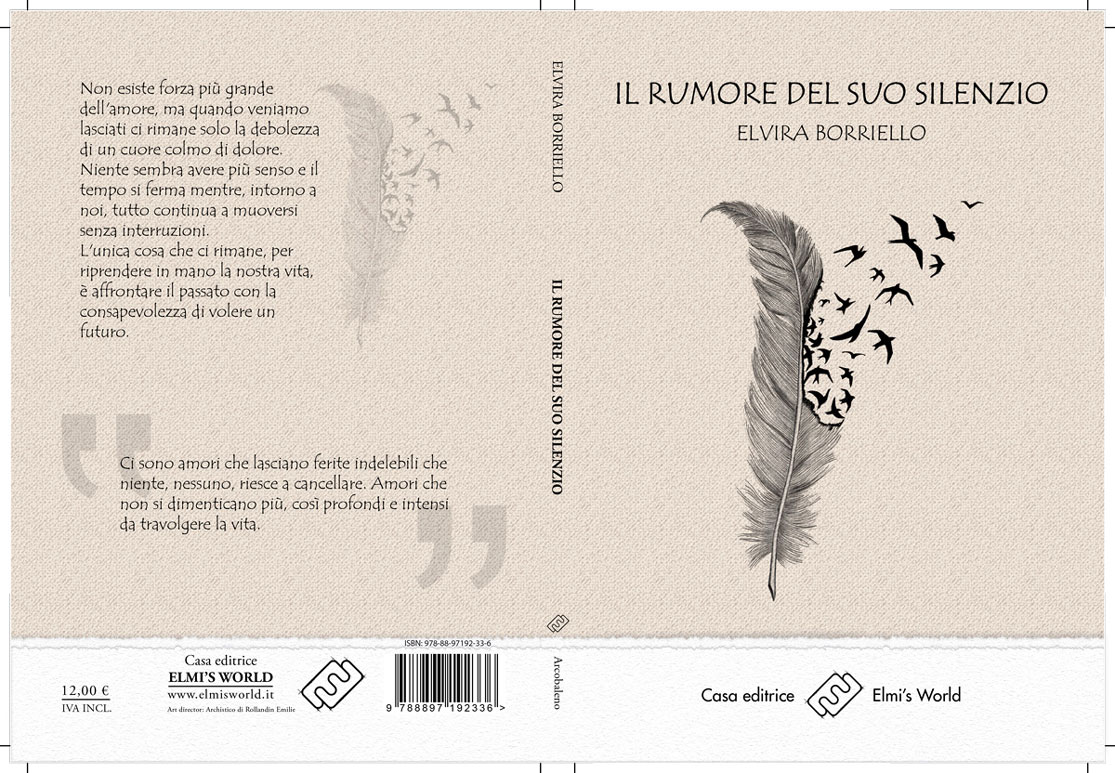 Non esiste forza più grande
dell'amore, ma quando veniamo
lasciati ci rimane solo la debolezza
di un cuore colmo di dolore.
Niente sembra avere più senso e il
tempo si ferma mentre, intorno a
noi, tutto continua a muoversi
senza interruzioni.
L'unica cosa che ci rimane, per
riprendere in mano la nostra vita,
è affrontare il passato con la
consapevolezza di volere un
futuro.
Ci sono amori che lasciano ferite indelebili che
niente, nessuno, riesce a cancellare. Amori che
non si dimenticano più, così profondi e intensi
da travolgere la vita.
12,00 €
IVA INCL.
Casa editrice
ELMI'S WORLD
www.elmisworld.it
Art director: Archistico di Rollandin Emilie
ISBN: 978-88-97192-33-6
9 788897 192336 >
ELVIRA BORRIELLO
IL RUMORE DEL SUO SILENZIO
Arcobaleno
IL RUMORE DEL SUO SILENZIO
ELVIRA BORRIELLO
Casa editrice Elmi's World